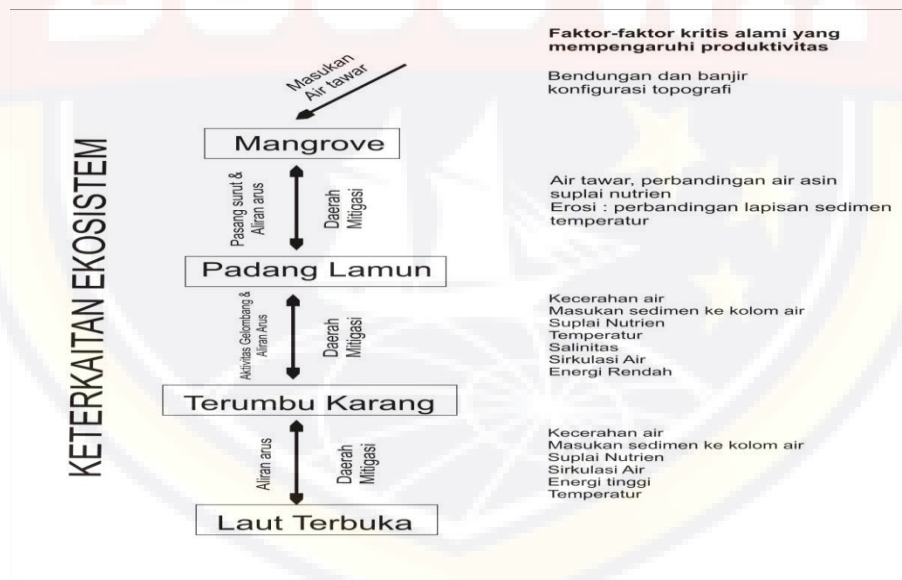 KETERKAITAN EKOSISTEM
Faktor-faktor kritis alami yang
mempengaruhi produktivitas
Masukan
Air tawar
Bendungan dan banjir
konfigurasi topografi
Mangrove
Pasang surut &
Aliran arus
Daerah
Mitigasi
Air tawar, perbandingan air asin
suplai nutrien
Erosi : perbandingan lapisan sedimen
temperatur
Padang Lamun
Aktivitas Gelombang &
Aliran Arus
Daerah
Mitigasi
Kecerahan air
Masukan sedimen ke kolom air
Suplai Nutrien
Temperatur
Salinitas
Sirkulasi Air
Energi Rendah
Terumbu Karang
Aliran arus
Daerah
Mitigasi
Kecerahan air
Masukan sedimen ke kolom air
Suplai Nutrien
Sirkulasi Air
Energi tinggi
Temperatur
Laut Terbuka